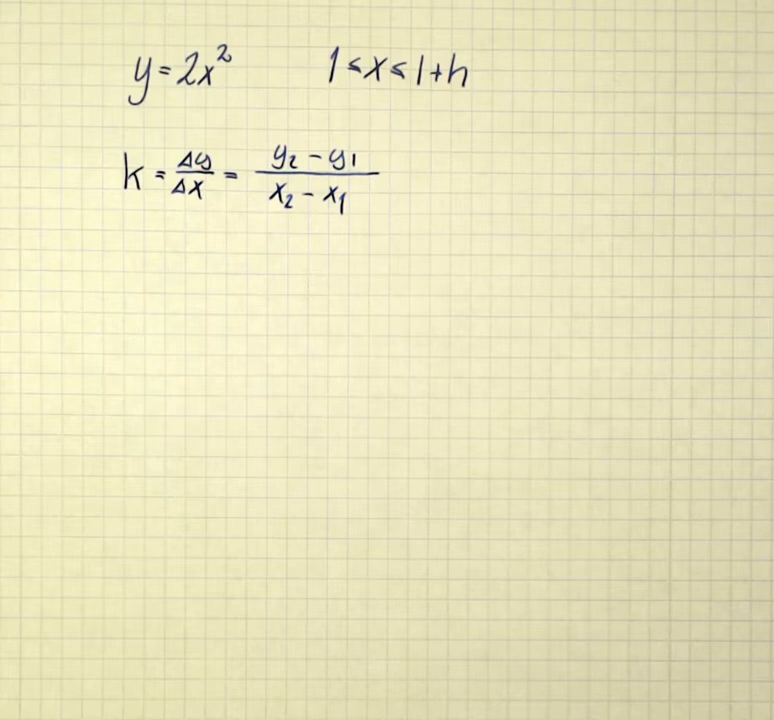 y = 2x² 1 ≤ x ≤ 1+h
k = Δy/Δx = (y₂ - y₁)/(x₂ - x₁)